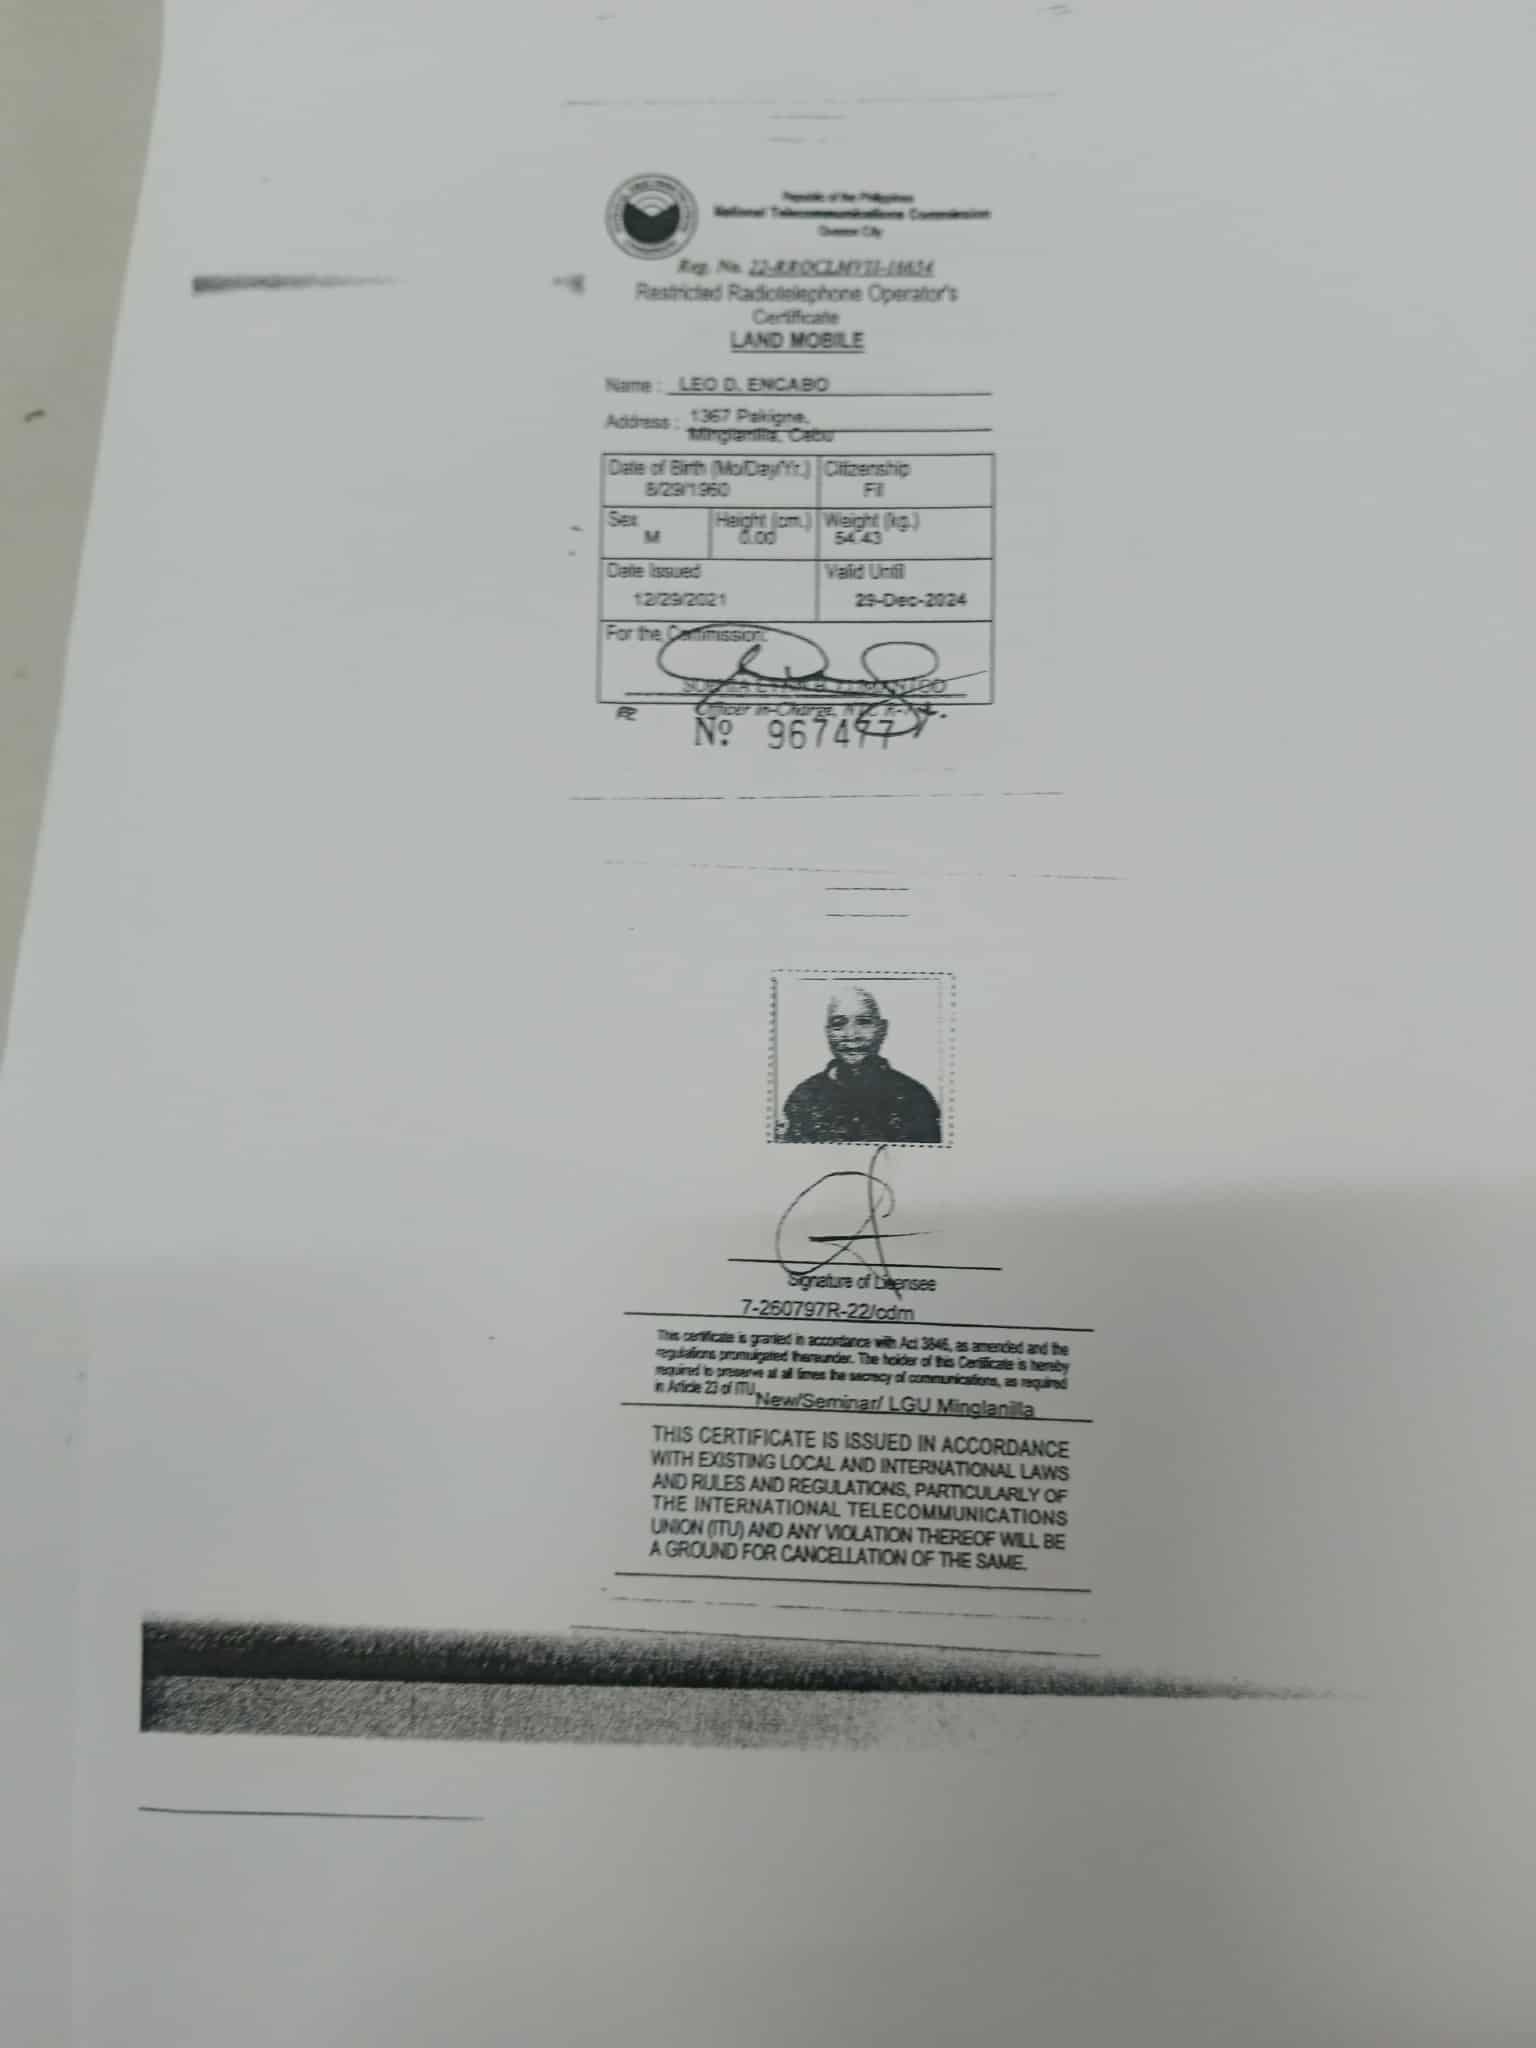 Republic of the Philippines
National Telecommunications Commission
Quezon City
Reg. No. 22-RROCLMVII-16654
Restricted Radiotelephone Operator's
Certificate
LAND MOBILE
Name : LEO D. ENCABO
Address : 1367 Pakigne,
Minglanilla, Cebu
Date of Birth (Mo/Day/Yr.) Citizenship
8/29/1960 Fil
Sex Height (cm.) Weight (kg.)
M 0.00 54.43
Date Issued Valid Until
12/29/2021 29-Dec-2024
For the Commission:
Officer in-Charge, NTC
№ 967477
Signature of Licensee
7-260797R-22/cdm
This certificate is granted in accordance with Act 3846, as amended and the
regulations promulgated thereunder. The holder of this Certificate is hereby
required to preserve at all times the secrecy of communications, as required
in Article 23 of ITU.
New/Seminar/ LGU Minglanilla
THIS CERTIFICATE IS ISSUED IN ACCORDANCE
WITH EXISTING LOCAL AND INTERNATIONAL LAWS
AND RULES AND REGULATIONS, PARTICULARLY OF
THE INTERNATIONAL TELECOMMUNICATIONS
UNION (ITU) AND ANY VIOLATION THEREOF WILL BE
A GROUND FOR CANCELLATION OF THE SAME.